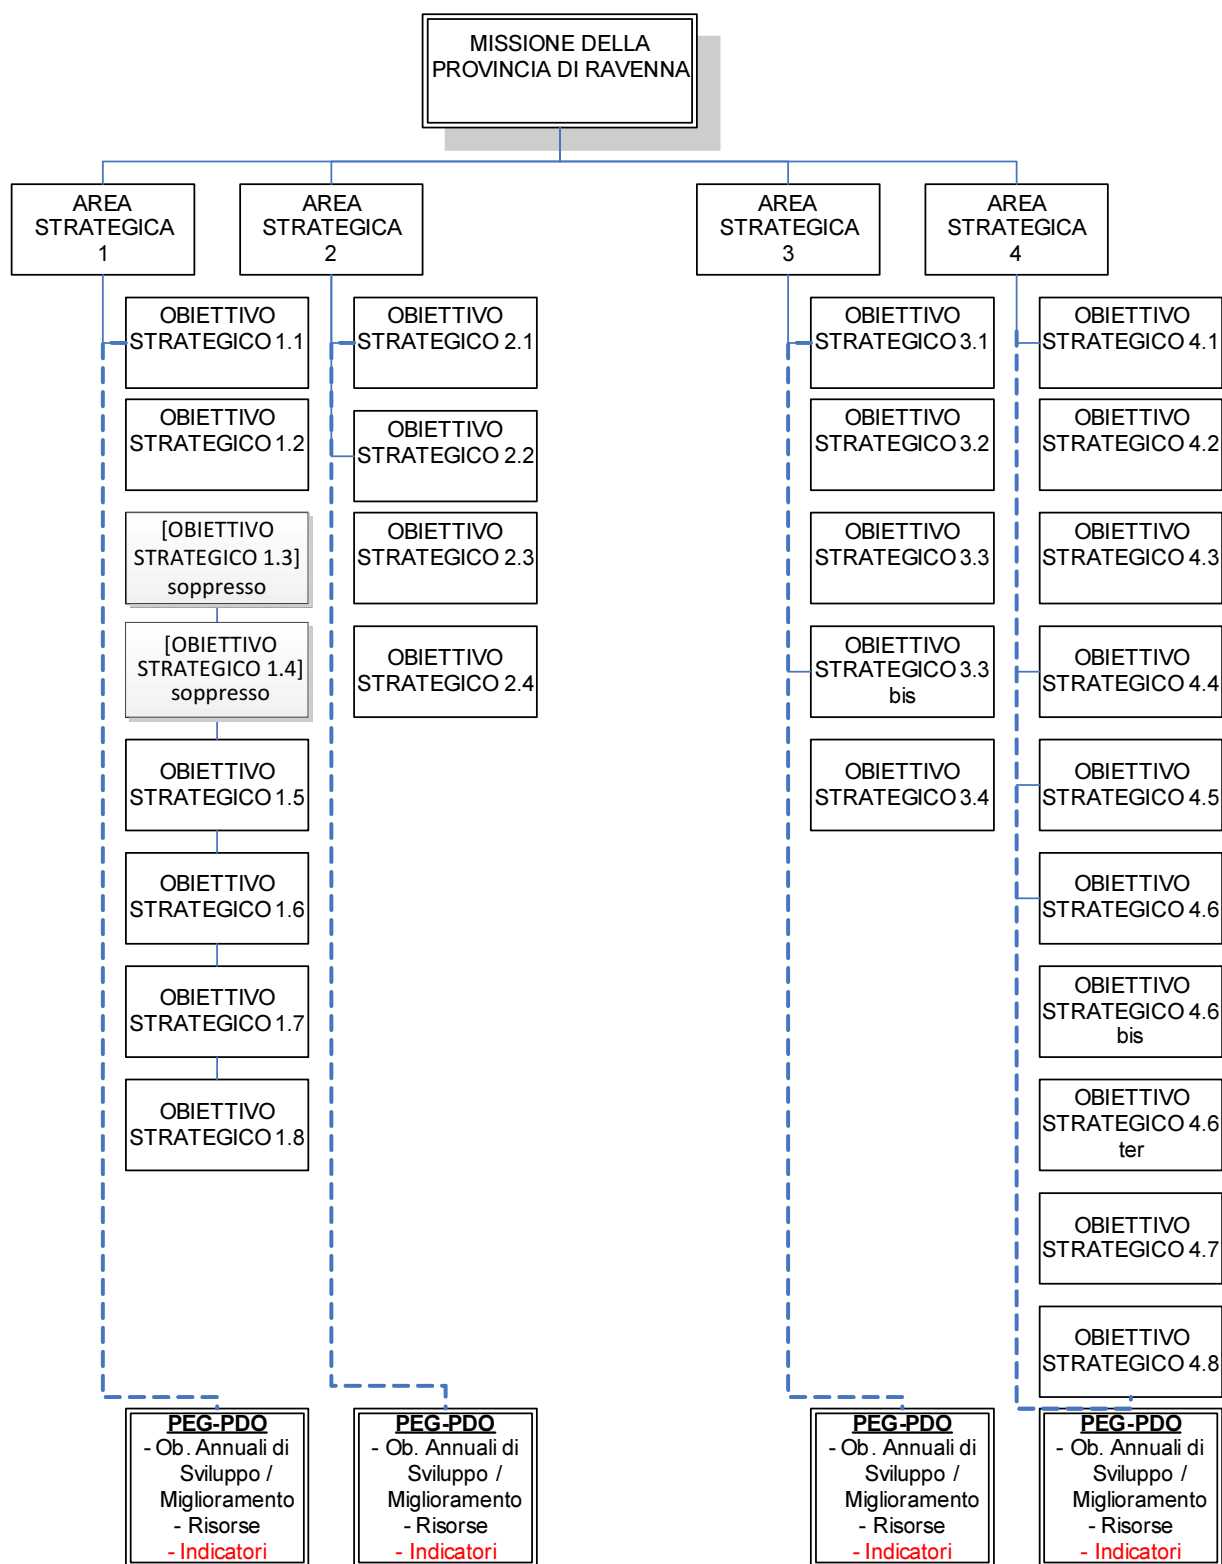 MISSIONE DELLA
PROVINCIA DI RAVENNA
AREA
STRATEGICA
1
AREA
STRATEGICA
2
AREA
STRATEGICA
3
AREA
STRATEGICA
4
OBIETTIVO
STRATEGICO 1.1
OBIETTIVO
STRATEGICO 1.2
[OBIETTIVO
STRATEGICO 1.3]
soppresso
[OBIETTIVO
STRATEGICO 1.4]
soppresso
OBIETTIVO
STRATEGICO 1.5
OBIETTIVO
STRATEGICO 1.6
OBIETTIVO
STRATEGICO 1.7
OBIETTIVO
STRATEGICO 1.8
OBIETTIVO
STRATEGICO 2.1
OBIETTIVO
STRATEGICO 2.2
OBIETTIVO
STRATEGICO 2.3
OBIETTIVO
STRATEGICO 2.4
OBIETTIVO
STRATEGICO 3.1
OBIETTIVO
STRATEGICO 3.2
OBIETTIVO
STRATEGICO 3.3
OBIETTIVO
STRATEGICO 3.3
bis
OBIETTIVO
STRATEGICO 3.4
OBIETTIVO
STRATEGICO 4.1
OBIETTIVO
STRATEGICO 4.2
OBIETTIVO
STRATEGICO 4.3
OBIETTIVO
STRATEGICO 4.4
OBIETTIVO
STRATEGICO 4.5
OBIETTIVO
STRATEGICO 4.6
OBIETTIVO
STRATEGICO 4.6
bis
OBIETTIVO
STRATEGICO 4.6
ter
OBIETTIVO
STRATEGICO 4.7
OBIETTIVO
STRATEGICO 4.8
PEG-PDO
- Ob. Annuali di
Sviluppo /
Miglioramento
- Risorse
- Indicatori
PEG-PDO
- Ob. Annuali di
Sviluppo /
Miglioramento
- Risorse
- Indicatori
PEG-PDO
- Ob. Annuali di
Sviluppo /
Miglioramento
- Risorse
- Indicatori
PEG-PDO
- Ob. Annuali di
Sviluppo /
Miglioramento
- Risorse
- Indicatori